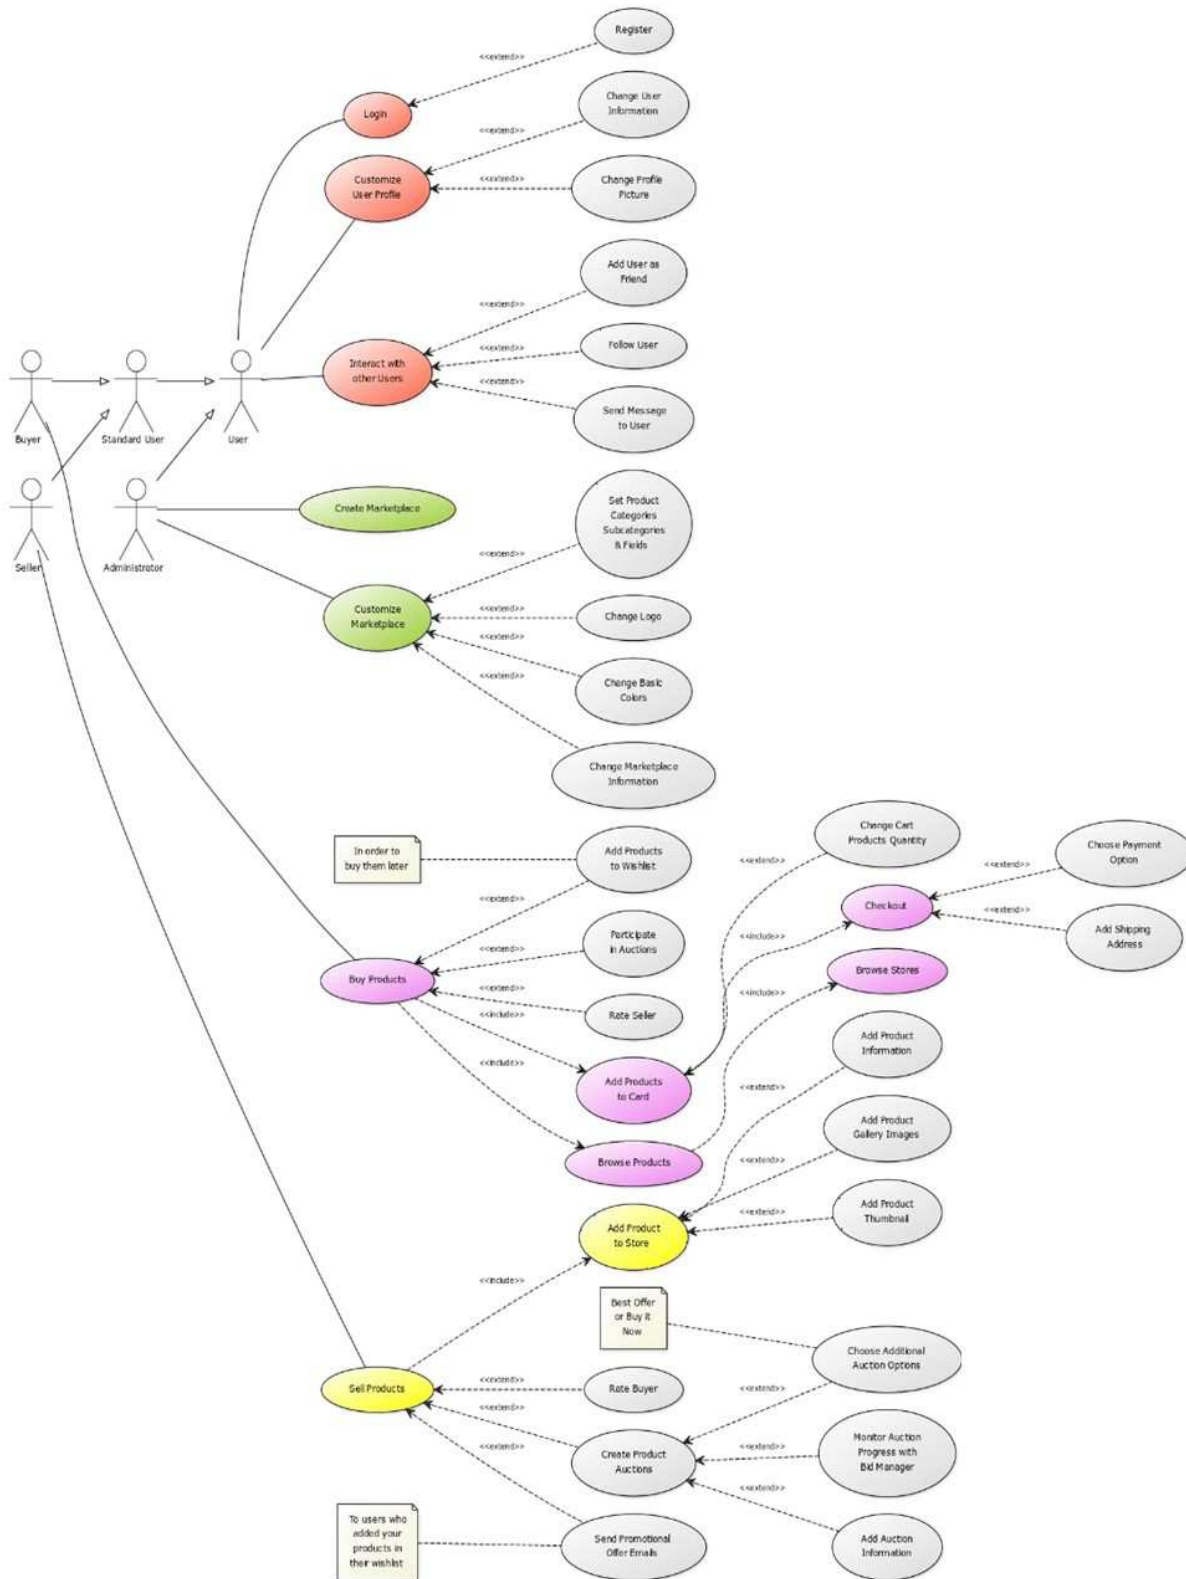 Register
<<extend>>
Change User
Information
Login
<<extend>>
Customize
User Profile
<<extend>>
Change Profile
Picture
Add User as
Friend
<<extend>>
Follow User
<<extend>>
Interact with
other Users
<<extend>>
Send Message
to User
Buyer
Standard User
User
Set Product
Categories
Subcategories
& Fields
Create Marketplace
<<extend>>
Seller
Administrator
Customize
Marketplace
<<extend>>
Change Logo
<<extend>>
<<extend>>
Change Basic
Colors
Change Marketplace
Information
In order to
buy them later
Add Products
to Wishlist
<<extend>>
Participate
in Auctions
<<extend>>
Buy Products
<<extend>>
<<include>>
Rate Seller
<<include>>
Add Products
to Card
Browse Products
Change Cart
Products Quantity
<<extend>>
<<extend>>
Choose Payment
Option
Checkout
<<extend>>
Add Shipping
Address
<<include>>
Browse Stores
<<include>>
Add Product
Information
<<extend>>
Add Product
Gallery Images
<<extend>>
Add Product
Thumbnail
<<extend>>
Add Product
to Store
<<include>>
Best Offer
or Buy it
Now
Choose Additional
Auction Options
Sell Products
<<extend>>
Rate Buyer
<<extend>>
<<extend>>
<<extend>>
Create Product
Auctions
<<extend>>
Monitor Auction
Progress with
Bid Manager
<<extend>>
To users who
added your
products in
their wishlist
Send Promotional
Offer Emails
Add Auction
Information